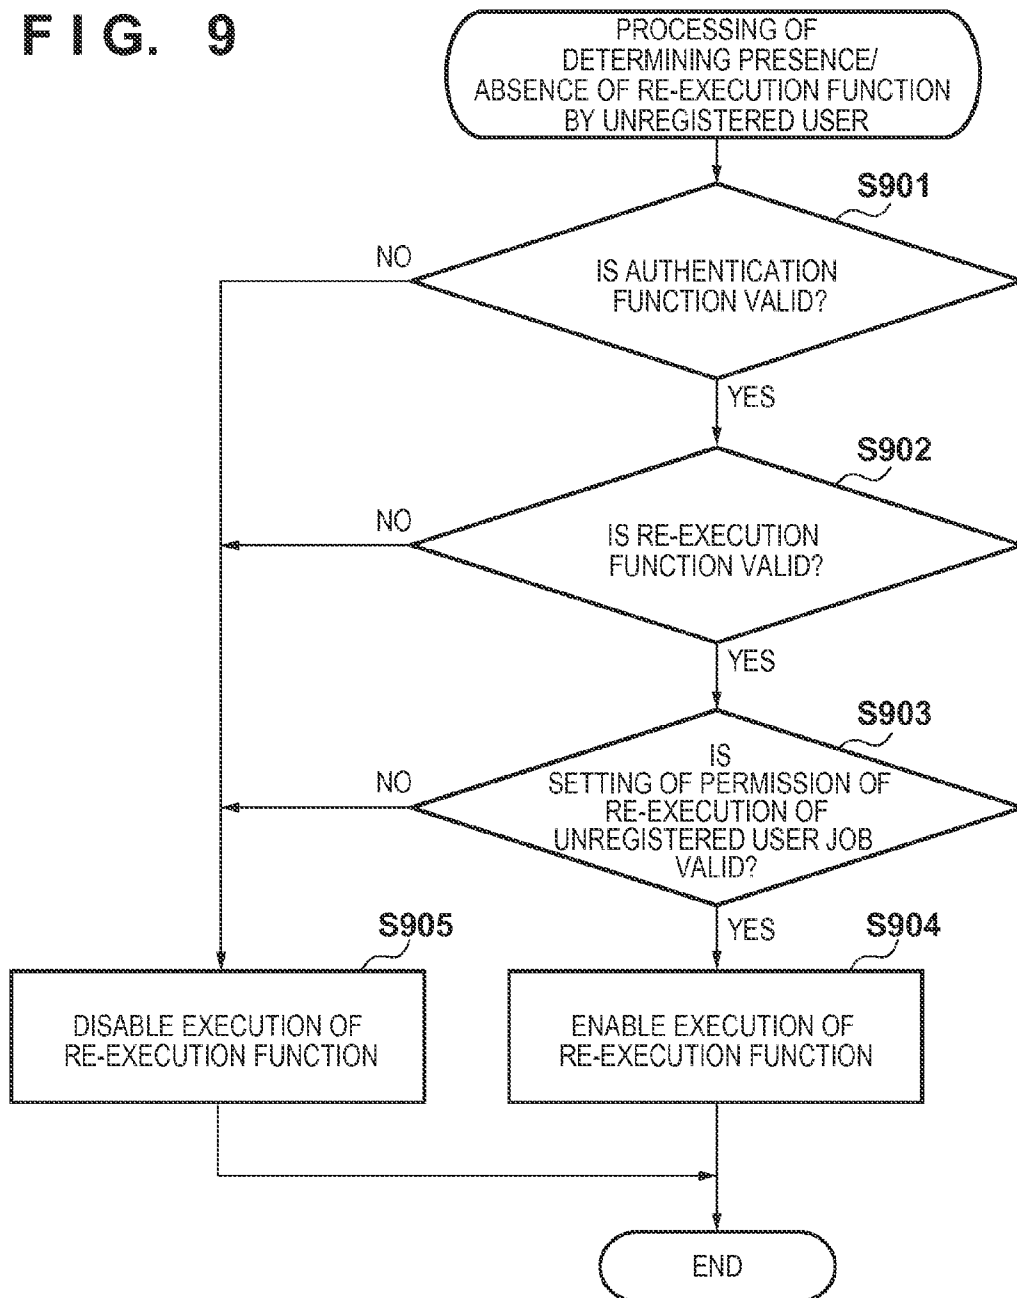 FIG. 9
PROCESSING OF
DETERMINING PRESENCE/
ABSENCE OF RE-EXECUTION FUNCTION
BY UNREGISTERED USER
S901
NO
IS AUTHENTICATION
FUNCTION VALID?
YES
S902
NO
IS RE-EXECUTION
FUNCTION VALID?
YES
S903
NO
IS
SETTING OF PERMISSION OF
RE-EXECUTION OF
UNREGISTERED USER JOB
VALID?
YES
S905
S904
DISABLE EXECUTION OF
RE-EXECUTION FUNCTION
ENABLE EXECUTION OF
RE-EXECUTION FUNCTION
END